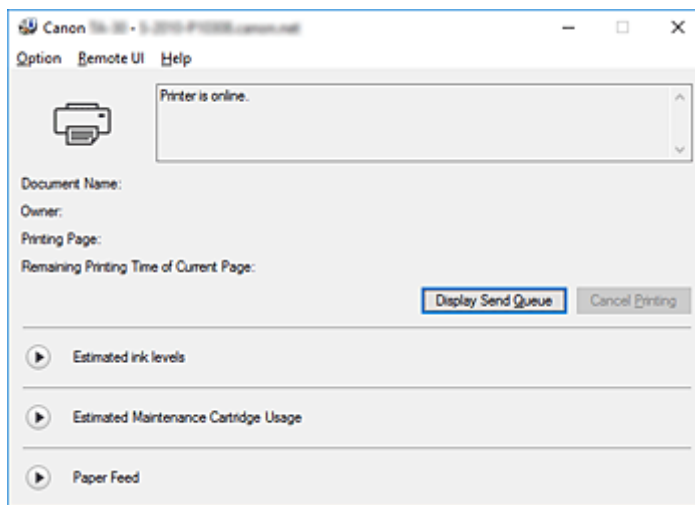 Canon
Option Remote UI Help
Printer is online.
Document Name:
Owner:
Printing Page:
Remaining Printing Time of Current Page:
Display Send Queue Cancel Printing
Estimated ink levels
Estimated Maintenance Cartridge Usage
Paper Feed